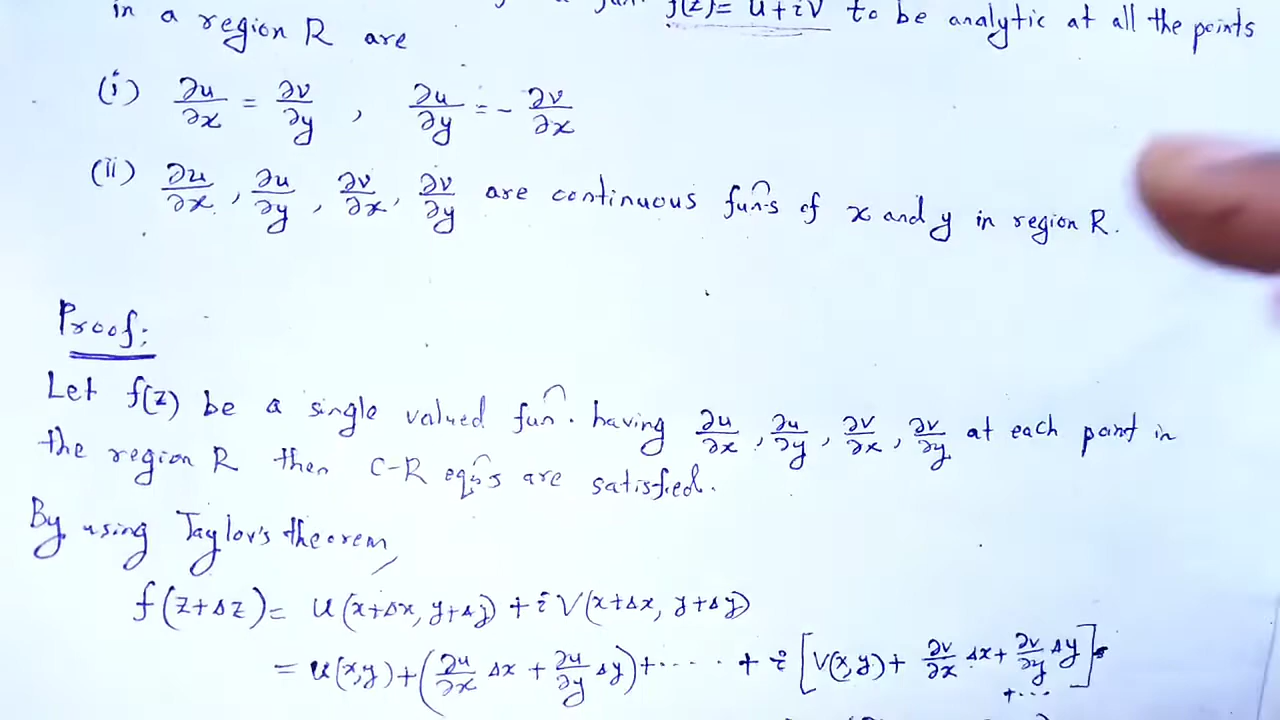 f(z)= u+iv to be analytic at all the points
in a region R are
(i) ∂u/∂x = ∂v/∂y , ∂u/∂y = - ∂v/∂x
(ii) ∂u/∂x , ∂u/∂y , ∂v/∂x , ∂v/∂y are continuous funs of x and y in region R.
Proof:
Let f(z) be a single valued fun. having ∂u/∂x , ∂u/∂y , ∂v/∂x , ∂v/∂y at each point in
the region R then C-R eqns are satisfied.
By using Taylor's theorem,
f(z+Δz)= u(x+Δx, y+Δy) + i V(x+Δx, y+Δy)
= u(x,y)+(∂u/∂x Δx + ∂u/∂y Δy)+.... + i [V(x,y)+ ∂v/∂x Δx+ ∂v/∂y Δy]
+...